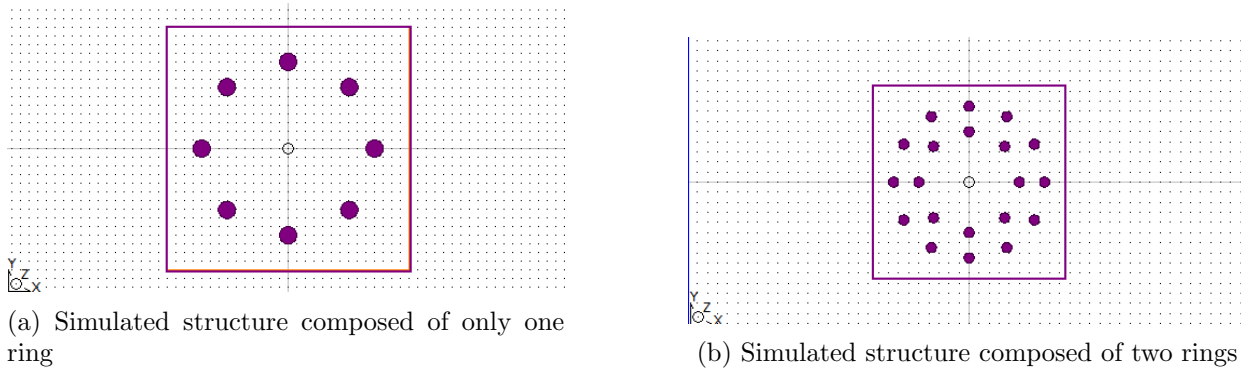 Y
Z
X
(a) Simulated structure composed of only one
ring
Y
Z
X
(b) Simulated structure composed of two rings